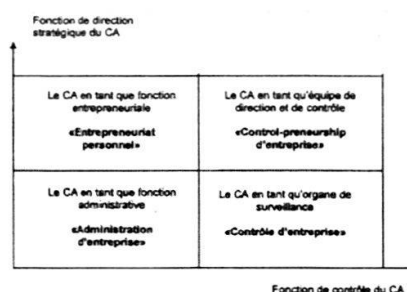 Fonction de direction
stratégique du CA
Le CA en tant que fonction
entrepreneuriale
«Entrepreneuriat
personnel»
Le CA en tant qu'équipe de
direction et de contrôle
«Control-preneurship
d'entreprise»
Le CA en tant que fonction
administrative
«Administration
d'entreprise»
Le CA en tant qu'organe de
surveillance
«Contrôle d'entreprise»
Fonction de contrôle du CA